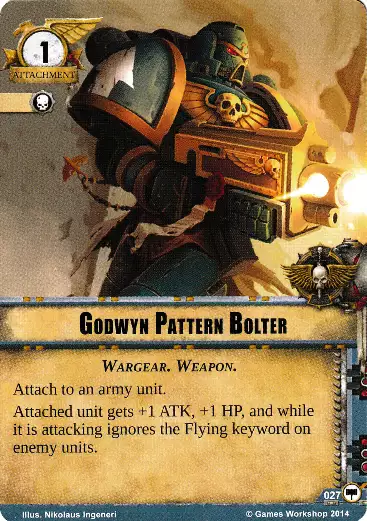 1
ATTACHMENT
GODWYN PATTERN BOLTER
WARGEAR. WEAPON.
Attach to an army unit.
Attached unit gets +1 ATK, +1 HP, and while
it is attacking ignores the Flying keyword on
enemy units.
027
Illus. Nikolaus Ingeneri
© Games Workshop 2014